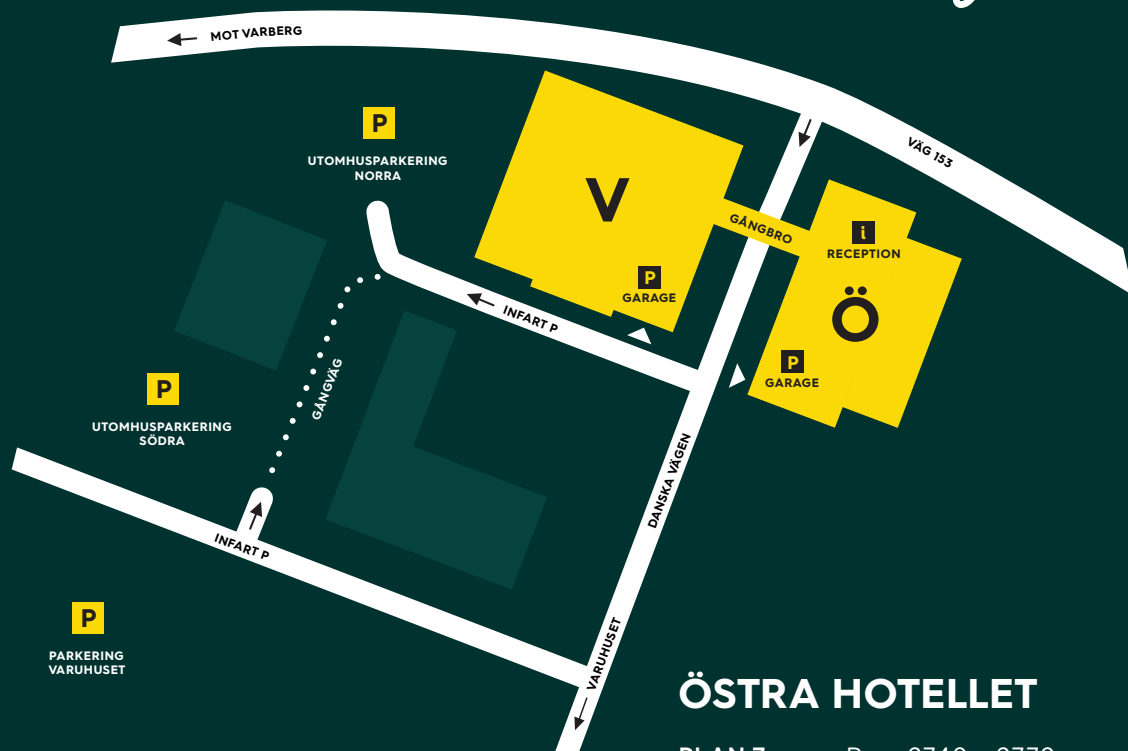 MOT VARBERG
P
UTOMHUSPARKERING
NORRA
VÄG 153
V
GÅNGBRO
i
RECEPTION
P
GARAGE
Ö
INFART P
P
GARAGE
GÅNGVÄG
P
UTOMHUSPARKERING
SÖDRA
DANSKA VÄGEN
INFART P
P
PARKERING
VARUHUSET
VARUHUSET
ÖSTRA HOTELLET